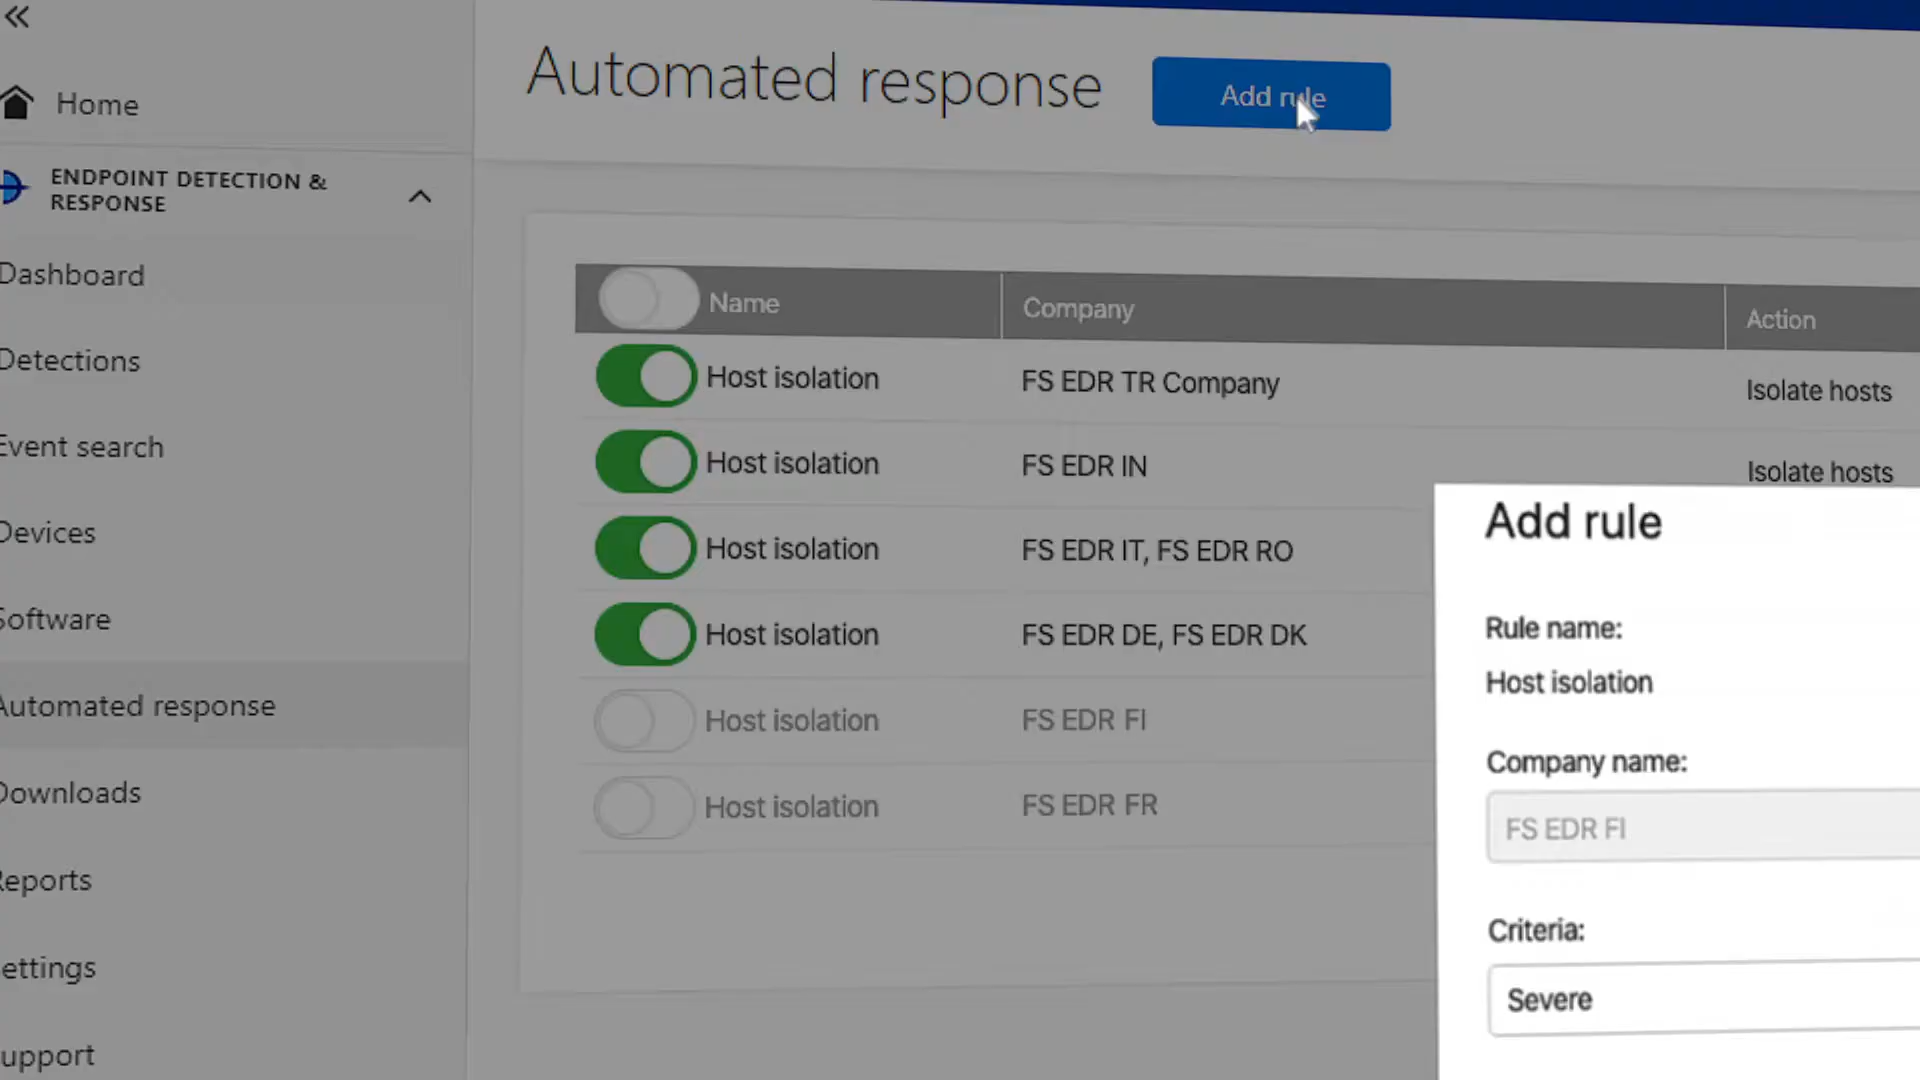 Home
ENDPOINT DETECTION &
RESPONSE
Dashboard
Detections
Event search
Devices
Software
Automated response
Downloads
Reports
ettings
upport
Automated response
Add rule
Name Company Action
Host isolation FS EDR TR Company Isolate hosts
Host isolation FS EDR IN Isolate hosts
Host isolation FS EDR IT, FS EDR RO
Host isolation FS EDR DE, FS EDR DK
Host isolation FS EDR FI
Host isolation FS EDR FR
Add rule
Rule name:
Host isolation
Company name:
FS EDR FI
Criteria:
Severe